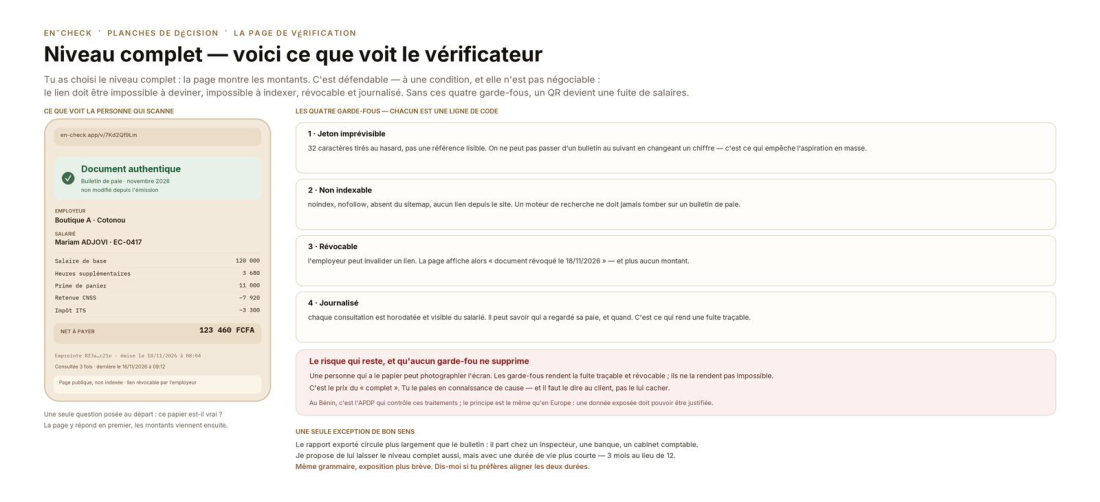 EN˘CHECK ˙ PLANCHES DE DÉCISION ˙ LA PAGE DE VÉRIFICATION
Niveau complet — voici ce que voit le vérificateur
Tu as choisi le niveau complet : la page montre les montants. C'est défendable — à une condition, et elle n'est pas négociable :
le lien doit être impossible à deviner, impossible à indexer, révocable et journalisé. Sans ces quatre garde-fous, un QR devient une fuite de salaires.
CE QUE VOIT LA PERSONNE QUI SCANNE
en-check.app/v/7Kd2Qf9Lm
Document authentique
Bulletin de paie · novembre 2026
non modifié depuis l'émission
EMPLOYEUR
Boutique A · Cotonou
SALARIÉ
Mariam ADJOVI · EC-0417
Salaire de base 120 000
Heures supplémentaires 3 680
Prime de panier 11 000
Retenue CNSS −7 920
Impôt ITS −3 300
NET À PAYER 123 460 FCFA
Consultée 3 fois · dernière le 18/11/2026 à 09:12
Page publique, non indexée · lien révocable par l'employeur
Une seule question posée au départ : ce papier est-il vrai ?
La page y répond en premier, les montants viennent ensuite.
LES QUATRE GARDE-FOUS — CHACUN EST UNE LIGNE DE CODE
1 · Jeton imprévisible
32 caractères tirés au hasard, pas une référence lisible. On ne peut pas passer d'un bulletin au suivant en changeant un chiffre — c'est ce qui empêche l'aspiration en masse.
2 · Non indexable
noindex, nofollow, absent du sitemap, aucun lien depuis le site. Un moteur de recherche ne doit jamais tomber sur un bulletin de paie.
3 · Révocable
l'employeur peut invalider un lien. La page affiche alors « document révoqué le 18/11/2026 » — et plus aucun montant.
4 · Journalisé
chaque consultation est horodatée et visible du salarié. Il peut savoir qui a regardé sa paie, et quand. C'est ce qui rend une fuite traçable.
Le risque qui reste, et qu'aucun garde-fou ne supprime
Une personne qui a le papier peut photographier l'écran. Les garde-fous rendent la fuite traçable et révocable ; ils ne la rendent pas impossible.
C'est le prix du « complet ». Tu le paies en connaissance de cause — et il faut le dire au client, pas le lui cacher.
Au Bénin, c'est l'APDP qui contrôle ces traitements ; le principe est le même qu'en Europe : une donnée exposée doit pouvoir être justifiée.
UNE SEULE EXCEPTION DE BON SENS
Le rapport exporté circule plus largement que le bulletin : il part chez un inspecteur, une banque, un cabinet comptable.
Je propose de lui laisser le niveau complet aussi, mais avec une durée de vie plus courte — 3 mois au lieu de 12.
Même grammaire, exposition plus brève. Dis-moi si tu préfères aligner les deux durées.